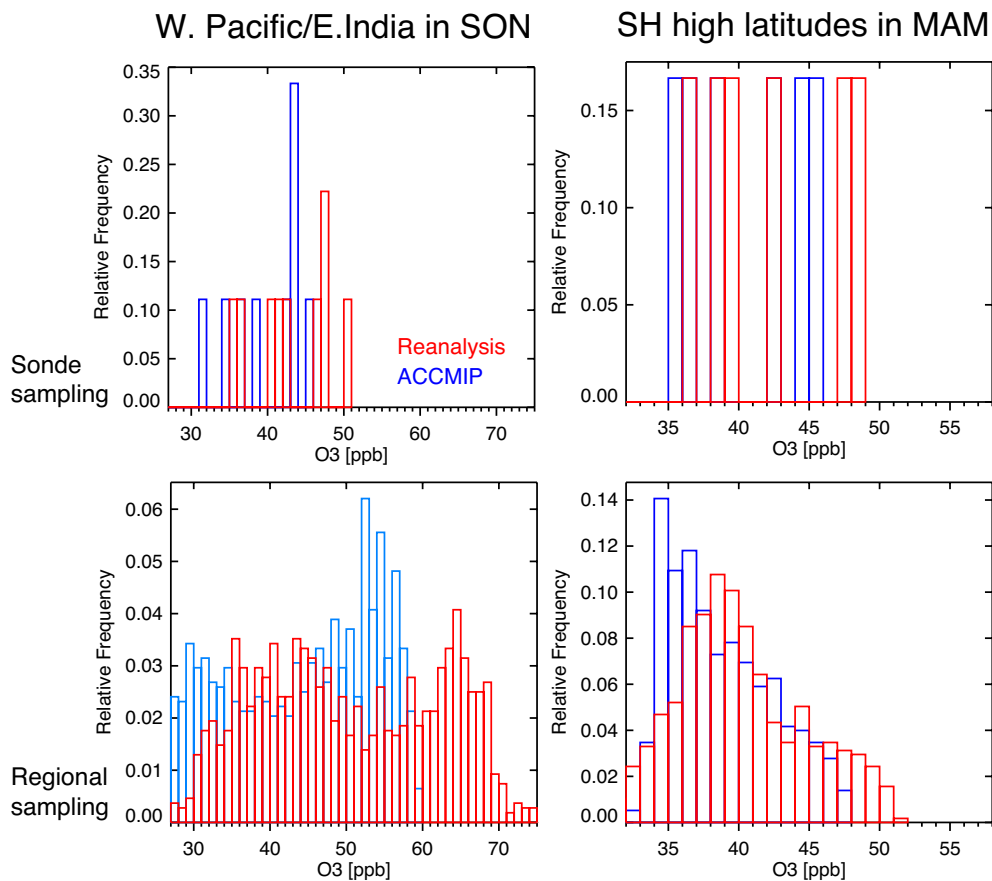 W. Pacific/E.India in SON
SH high latitudes in MAM
Sonde
sampling
Relative Frequency
0.35
0.30
0.25
0.20
0.15
0.10
0.05
0.00
Reanalysis
ACCMIP
30 40 50 60 70
O3 [ppb]
Relative Frequency
0.15
0.10
0.05
0.00
35 40 45 50 55
O3 [ppb]
Regional
sampling
Relative Frequency
0.06
0.05
0.04
0.03
0.02
0.01
0.00
30 40 50 60 70
O3 [ppb]
Relative Frequency
0.14
0.12
0.10
0.08
0.06
0.04
0.02
0.00
35 40 45 50 55
O3 [ppb]